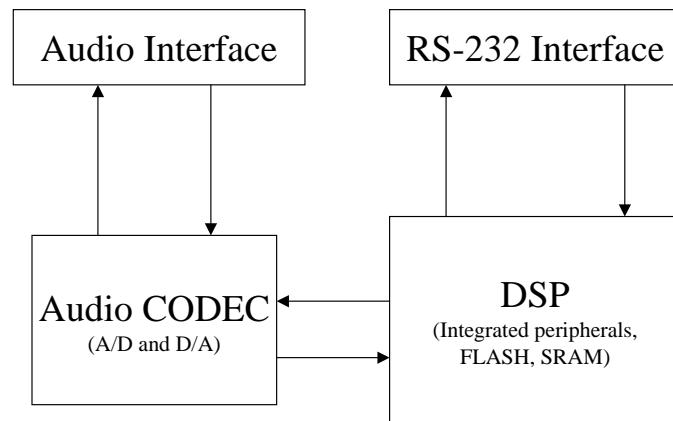 Audio Interface
RS-232 Interface
Audio CODEC
(A/D and D/A)
DSP
(Integrated peripherals,
FLASH, SRAM)